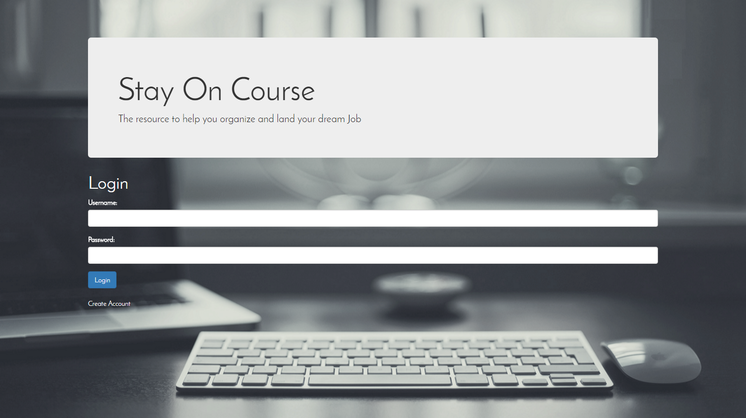 Stay On Course
The resource to help you organize and land your dream Job
Login
Username:
Password:
Login
Create Account